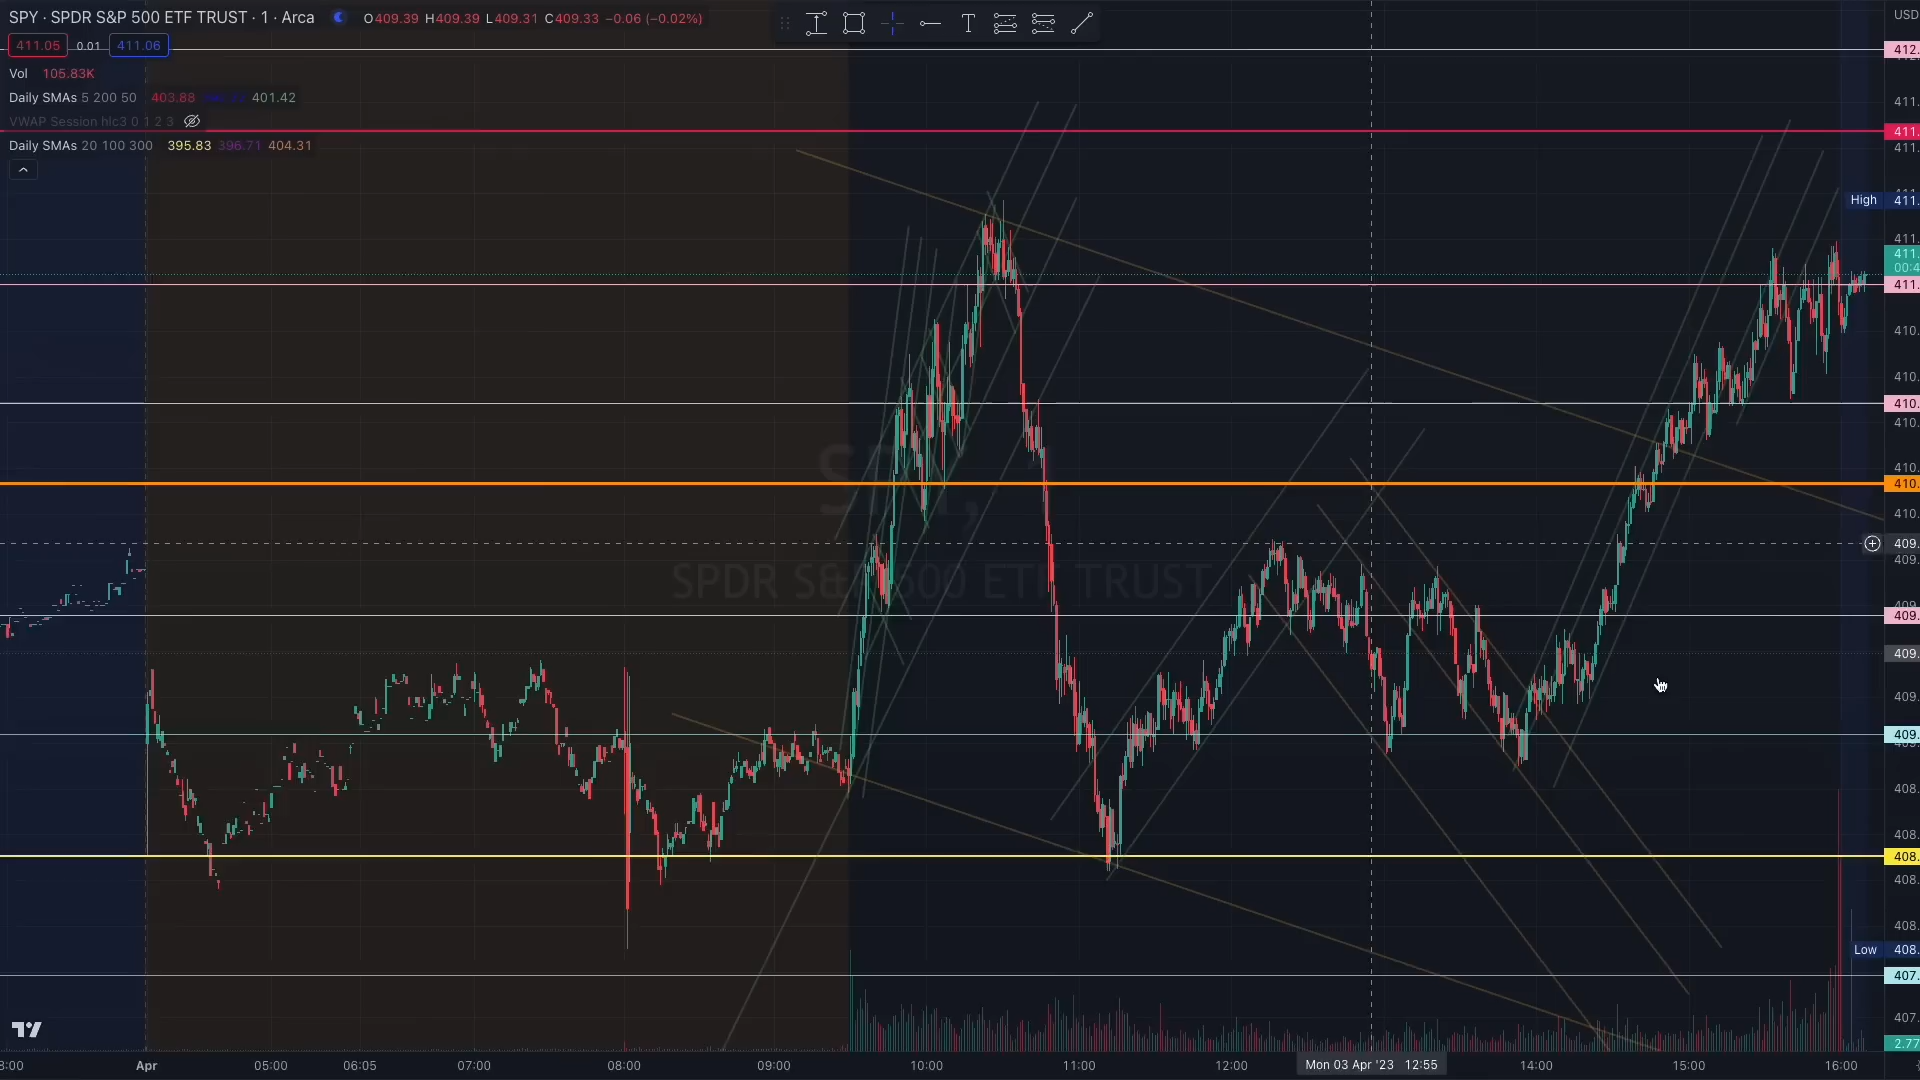 SPY · SPDR S&P 500 ETF TRUST · 1 · Arca O409.39 H409.39 L409.31 C409.33 −0.06 (−0.02%)
411.05 0.01 411.06
Vol 105.83K
Daily SMAs 5 200 50 403.88 401.42
VWAP Session hlc3 0 1 2 3
Daily SMAs 20 100 300 395.83 396.71 404.31
USD
412.
411.
411.
411.
High 411.
411.
411.
00:4
411.
410.
410.
410.
410.
410.
410.
410.
409.
409.
409.
409.
409.
409.
408.
408.
408.
408.
408.
Low 408.
407.
407.
2.77
SPY, 1
SPDR S&P 500 ETF TRUST
Apr 05:00 06:05 07:00 08:00 09:00 10:00 11:00 12:00 Mon 03 Apr '23 12:55 14:00 15:00 16:00